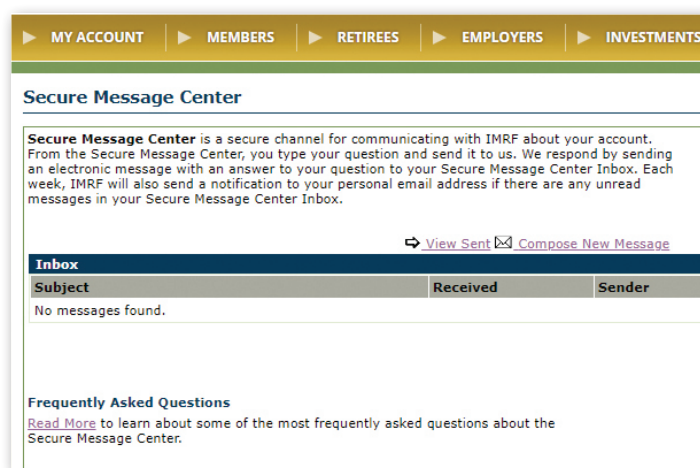 MY ACCOUNT MEMBERS RETIREES EMPLOYERS INVESTMENTS
Secure Message Center
Secure Message Center is a secure channel for communicating with IMRF about your account.
From the Secure Message Center, you type your question and send it to us. We respond by sending
an electronic message with an answer to your question to your Secure Message Center Inbox. Each
week, IMRF will also send a notification to your personal email address if there are any unread
messages in your Secure Message Center Inbox.
View Sent Compose New Message
Inbox
Subject Received Sender
No messages found.
Frequently Asked Questions
Read More to learn about some of the most frequently asked questions about the
Secure Message Center.